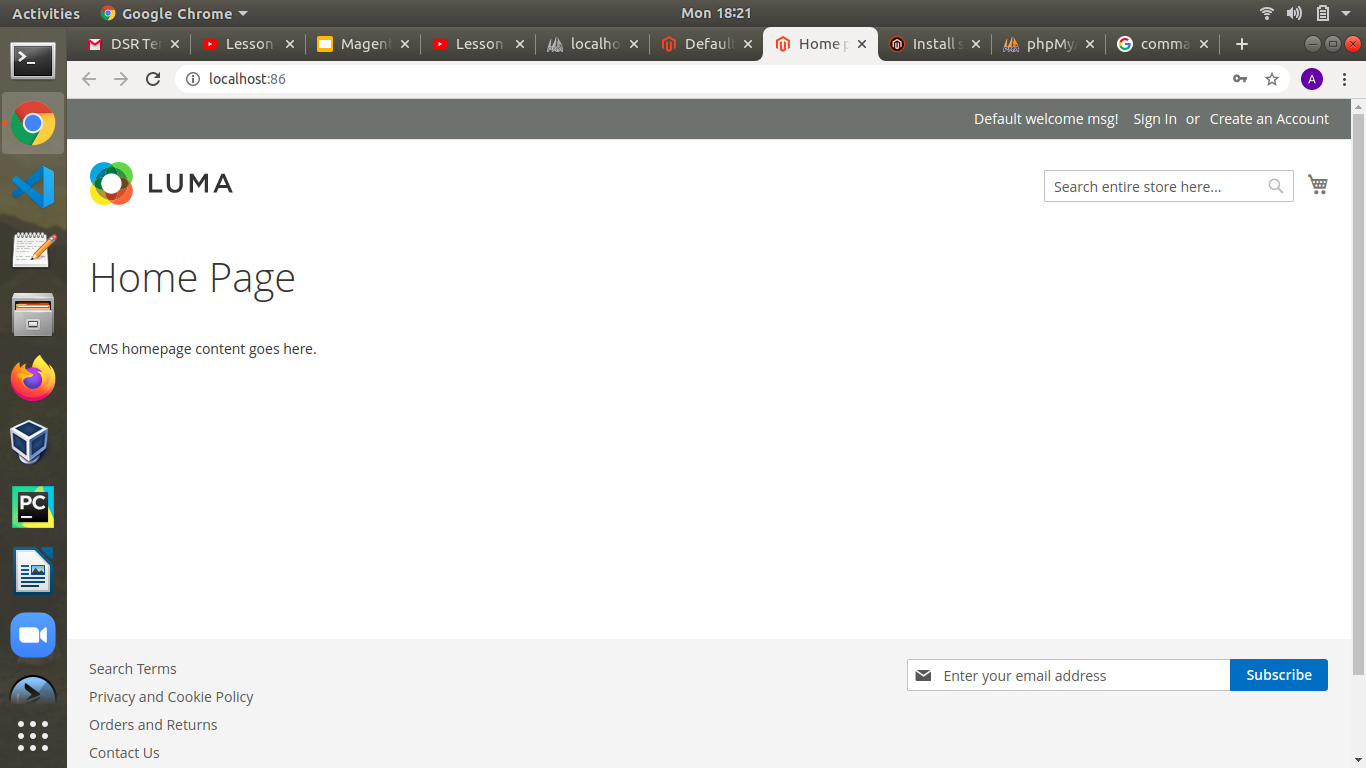 Activities Google Chrome Mon 18:21
DSR Ter Lesson Magent Lesson localho Default Home p Install s phpMy comma
localhost:86 A
Default welcome msg! Sign In or Create an Account
LUMA
Search entire store here...
Home Page
CMS homepage content goes here.
PC
Search Terms
Enter your email address Subscribe
Privacy and Cookie Policy
Orders and Returns
Contact Us